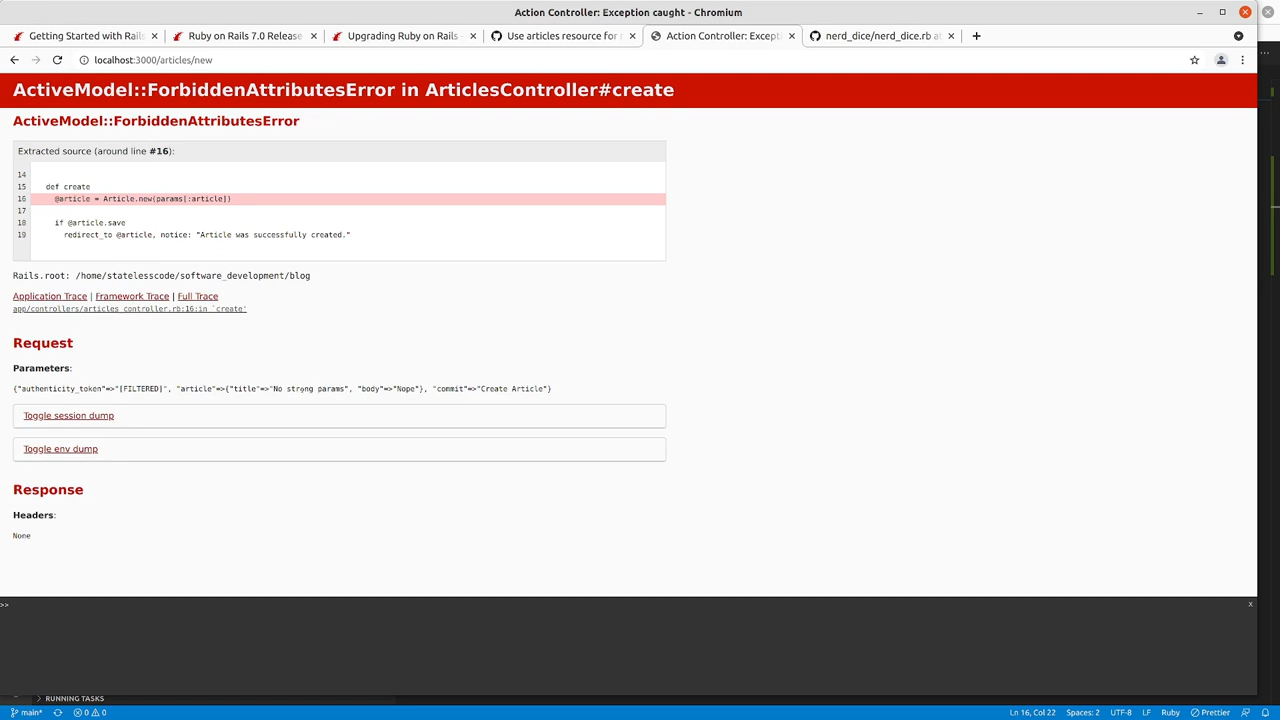 Action Controller: Exception caught - Chromium
Getting Started with Rails
Ruby on Rails 7.0 Release
Upgrading Ruby on Rails -
Use articles resource for
Action Controller: Excepti
nerd_dice/nerd_dice.rb at
localhost:3000/articles/new
ActiveModel::ForbiddenAttributesError in ArticlesController#create
ActiveModel::ForbiddenAttributesError
Extracted source (around line #16):
14
15 def create
16 @article = Article.new(params[:article])
17
18 if @article.save
19 redirect_to @article, notice: "Article was successfully created."
Rails.root: /home/statelesscode/software_development/blog
Application Trace | Framework Trace | Full Trace
app/controllers/articles_controller.rb:16:in `create'
Request
Parameters:
{"authenticity_token"=>"[FILTERED]", "article"=>{"title"=>"No strong params", "body"=>"Nope"}, "commit"=>"Create Article"}
Toggle session dump
Toggle env dump
Response
Headers:
None
>>
x
RUNNING TASKS
main* 0 0 Ln 16, Col 22 Spaces: 2 UTF-8 LF Ruby Prettier